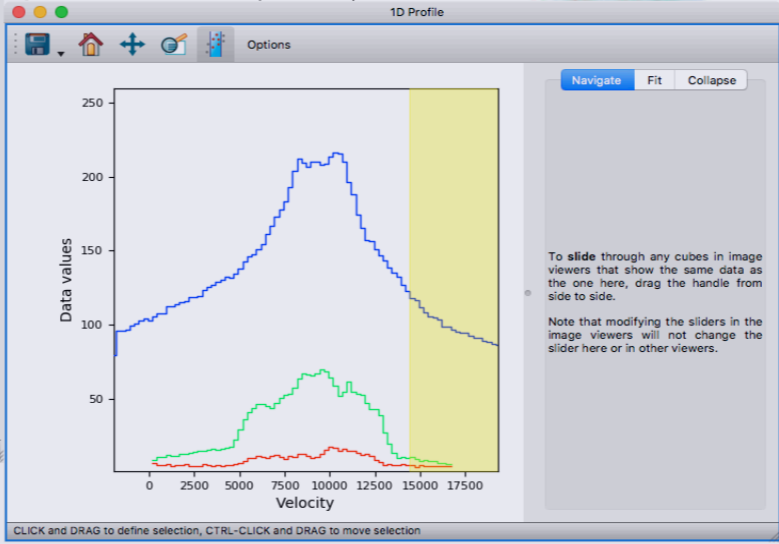 1D Profile
Options
Navigate Fit Collapse
250
200
150
100
50
Data values
0 2500 5000 7500 10000 12500 15000 17500
Velocity
To slide through any cubes in image
viewers that show the same data as
the one here, drag the handle from
side to side.
Note that modifying the sliders in the
image viewers will not change the
slider here or in other viewers.
CLICK and DRAG to define selection, CTRL-CLICK and DRAG to move selection